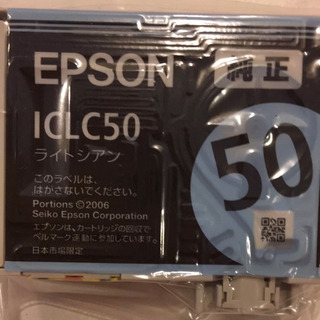 EPSON 純正
ICLC50
ライトシアン
50
このラベルは、
はがさないでください。
Portions ©2006
Seiko Epson Corporation
エプソンは、カートリッジの回収で
ベルマーク運動に参加しています。
日本市場限定